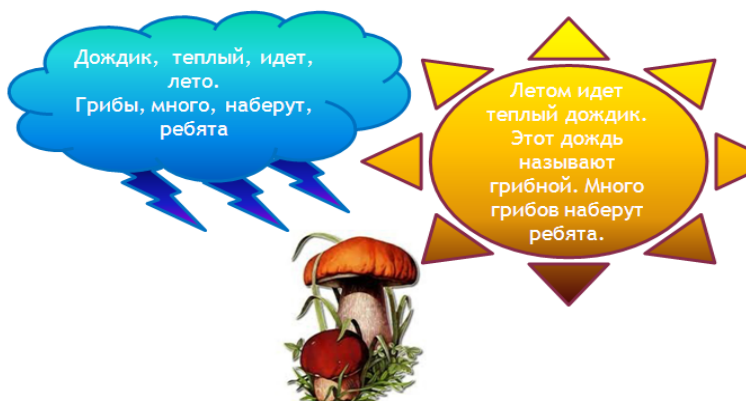 Дождик, теплый, идет,
лето.
Грибы, много, наберут,
ребята
Летом идет
теплый дождик.
Этот дождь
называют
грибной. Много
грибов наберут
ребята.